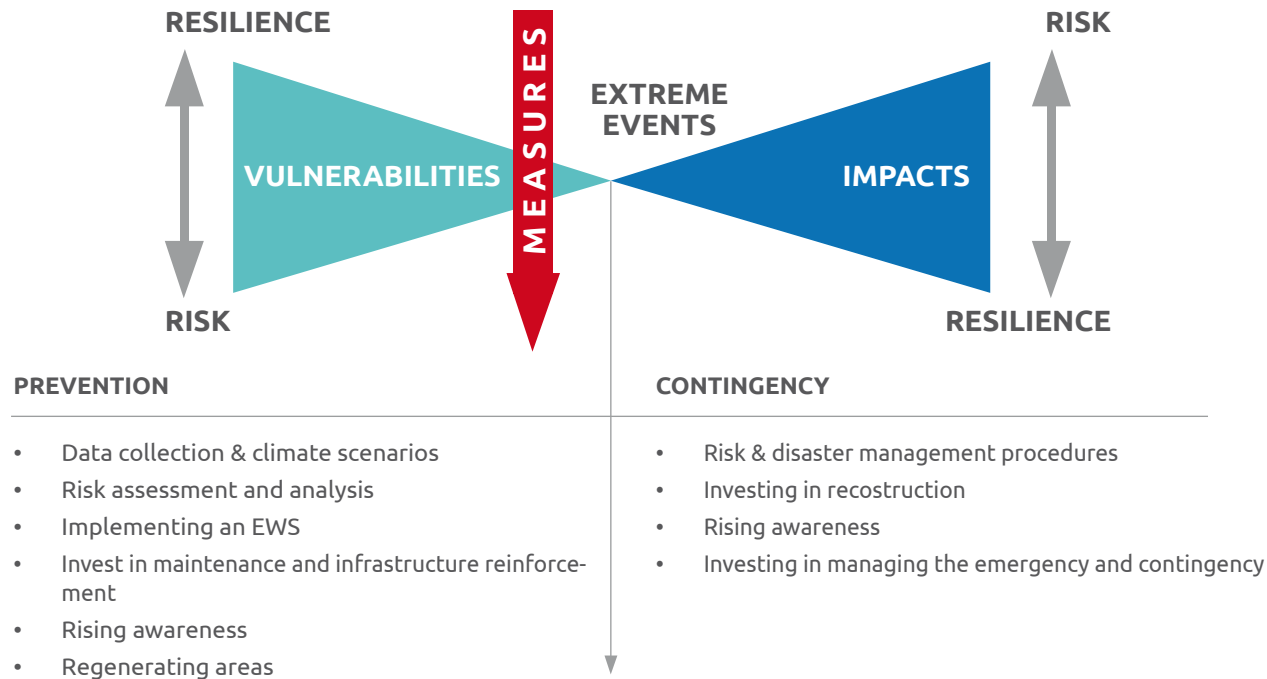 RESILIENCE
RISK
MEASURES
EXTREME
EVENTS
VULNERABILITIES
IMPACTS
RISK
RESILIENCE
PREVENTION
• Data collection & climate scenarios
• Risk assessment and analysis
• Implementing an EWS
• Invest in maintenance and infrastructure reinforce-
ment
• Rising awareness
• Regenerating areas
CONTINGENCY
• Risk & disaster management procedures
• Investing in recostruction
• Rising awareness
• Investing in managing the emergency and contingency